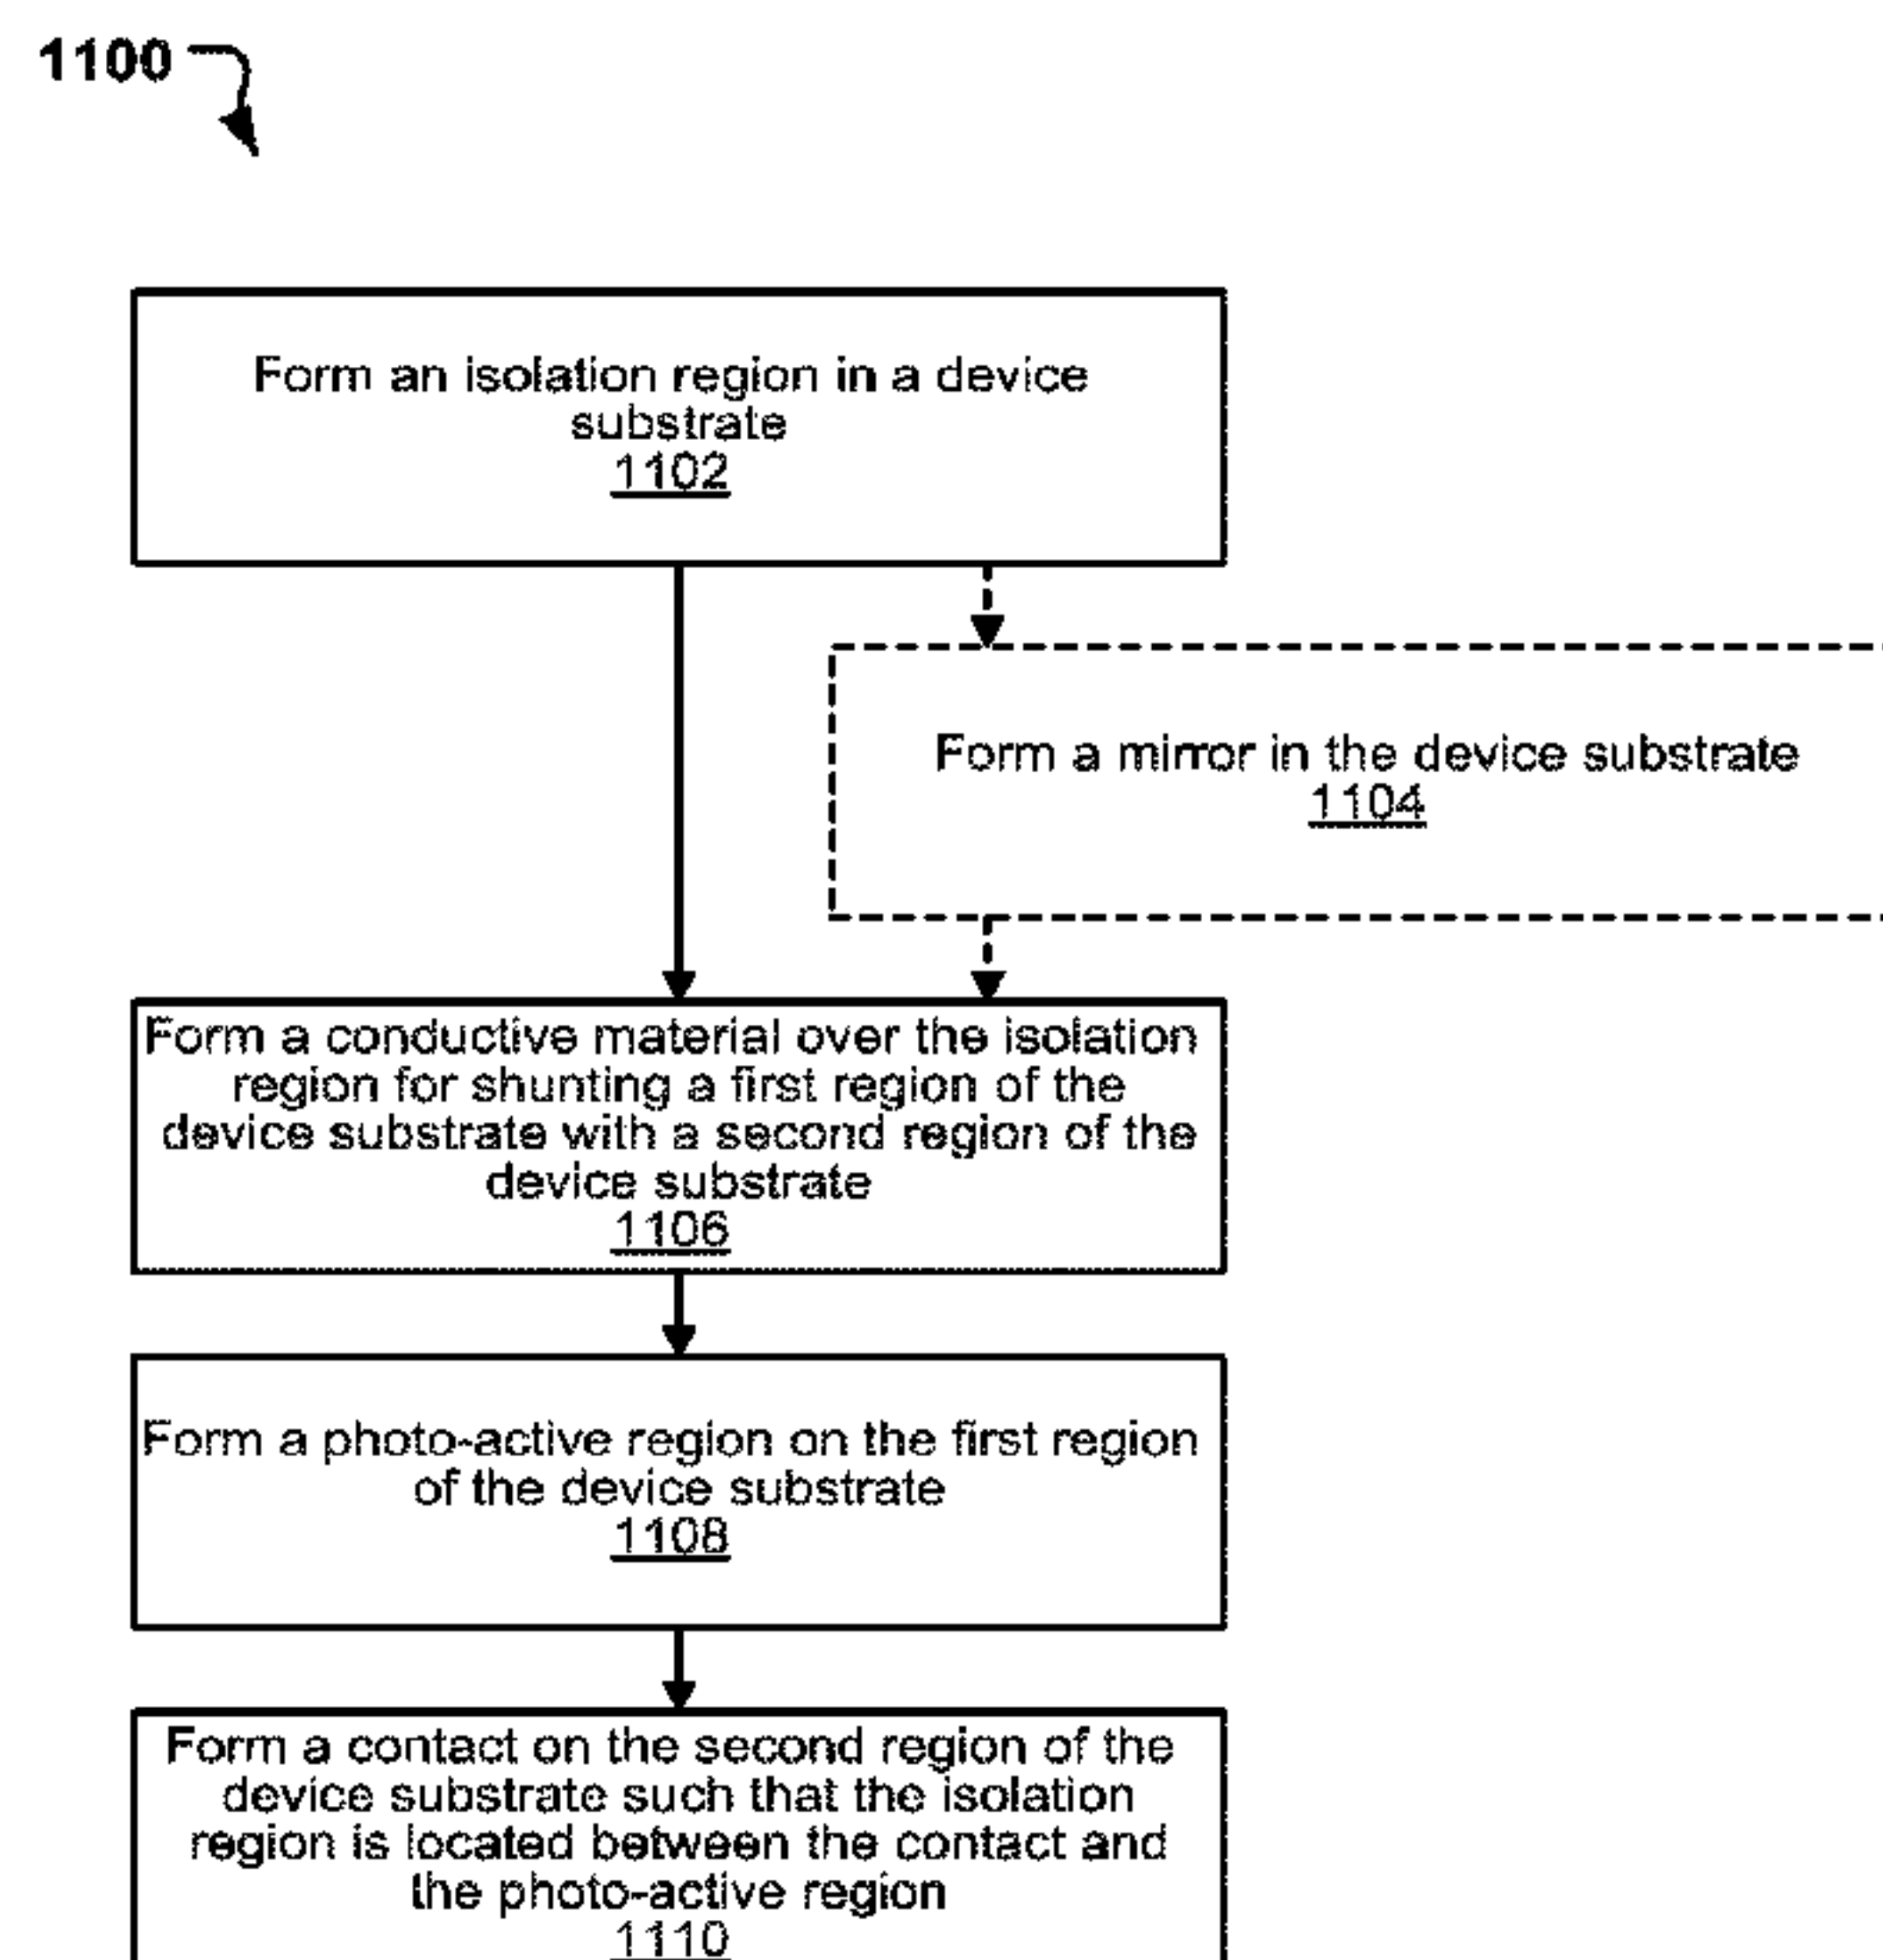 1100
Form an isolation region in a device
substrate
1102
Form a mirror in the device substrate
1104
Form a conductive material over the isolation
region for shunting a first region of the
device substrate with a second region of the
device substrate
1106
Form a photo-active region on the first region
of the device substrate
1108
Form a contact on the second region of the
device substrate such that the isolation
region is located between the contact and
the photo-active region
1110